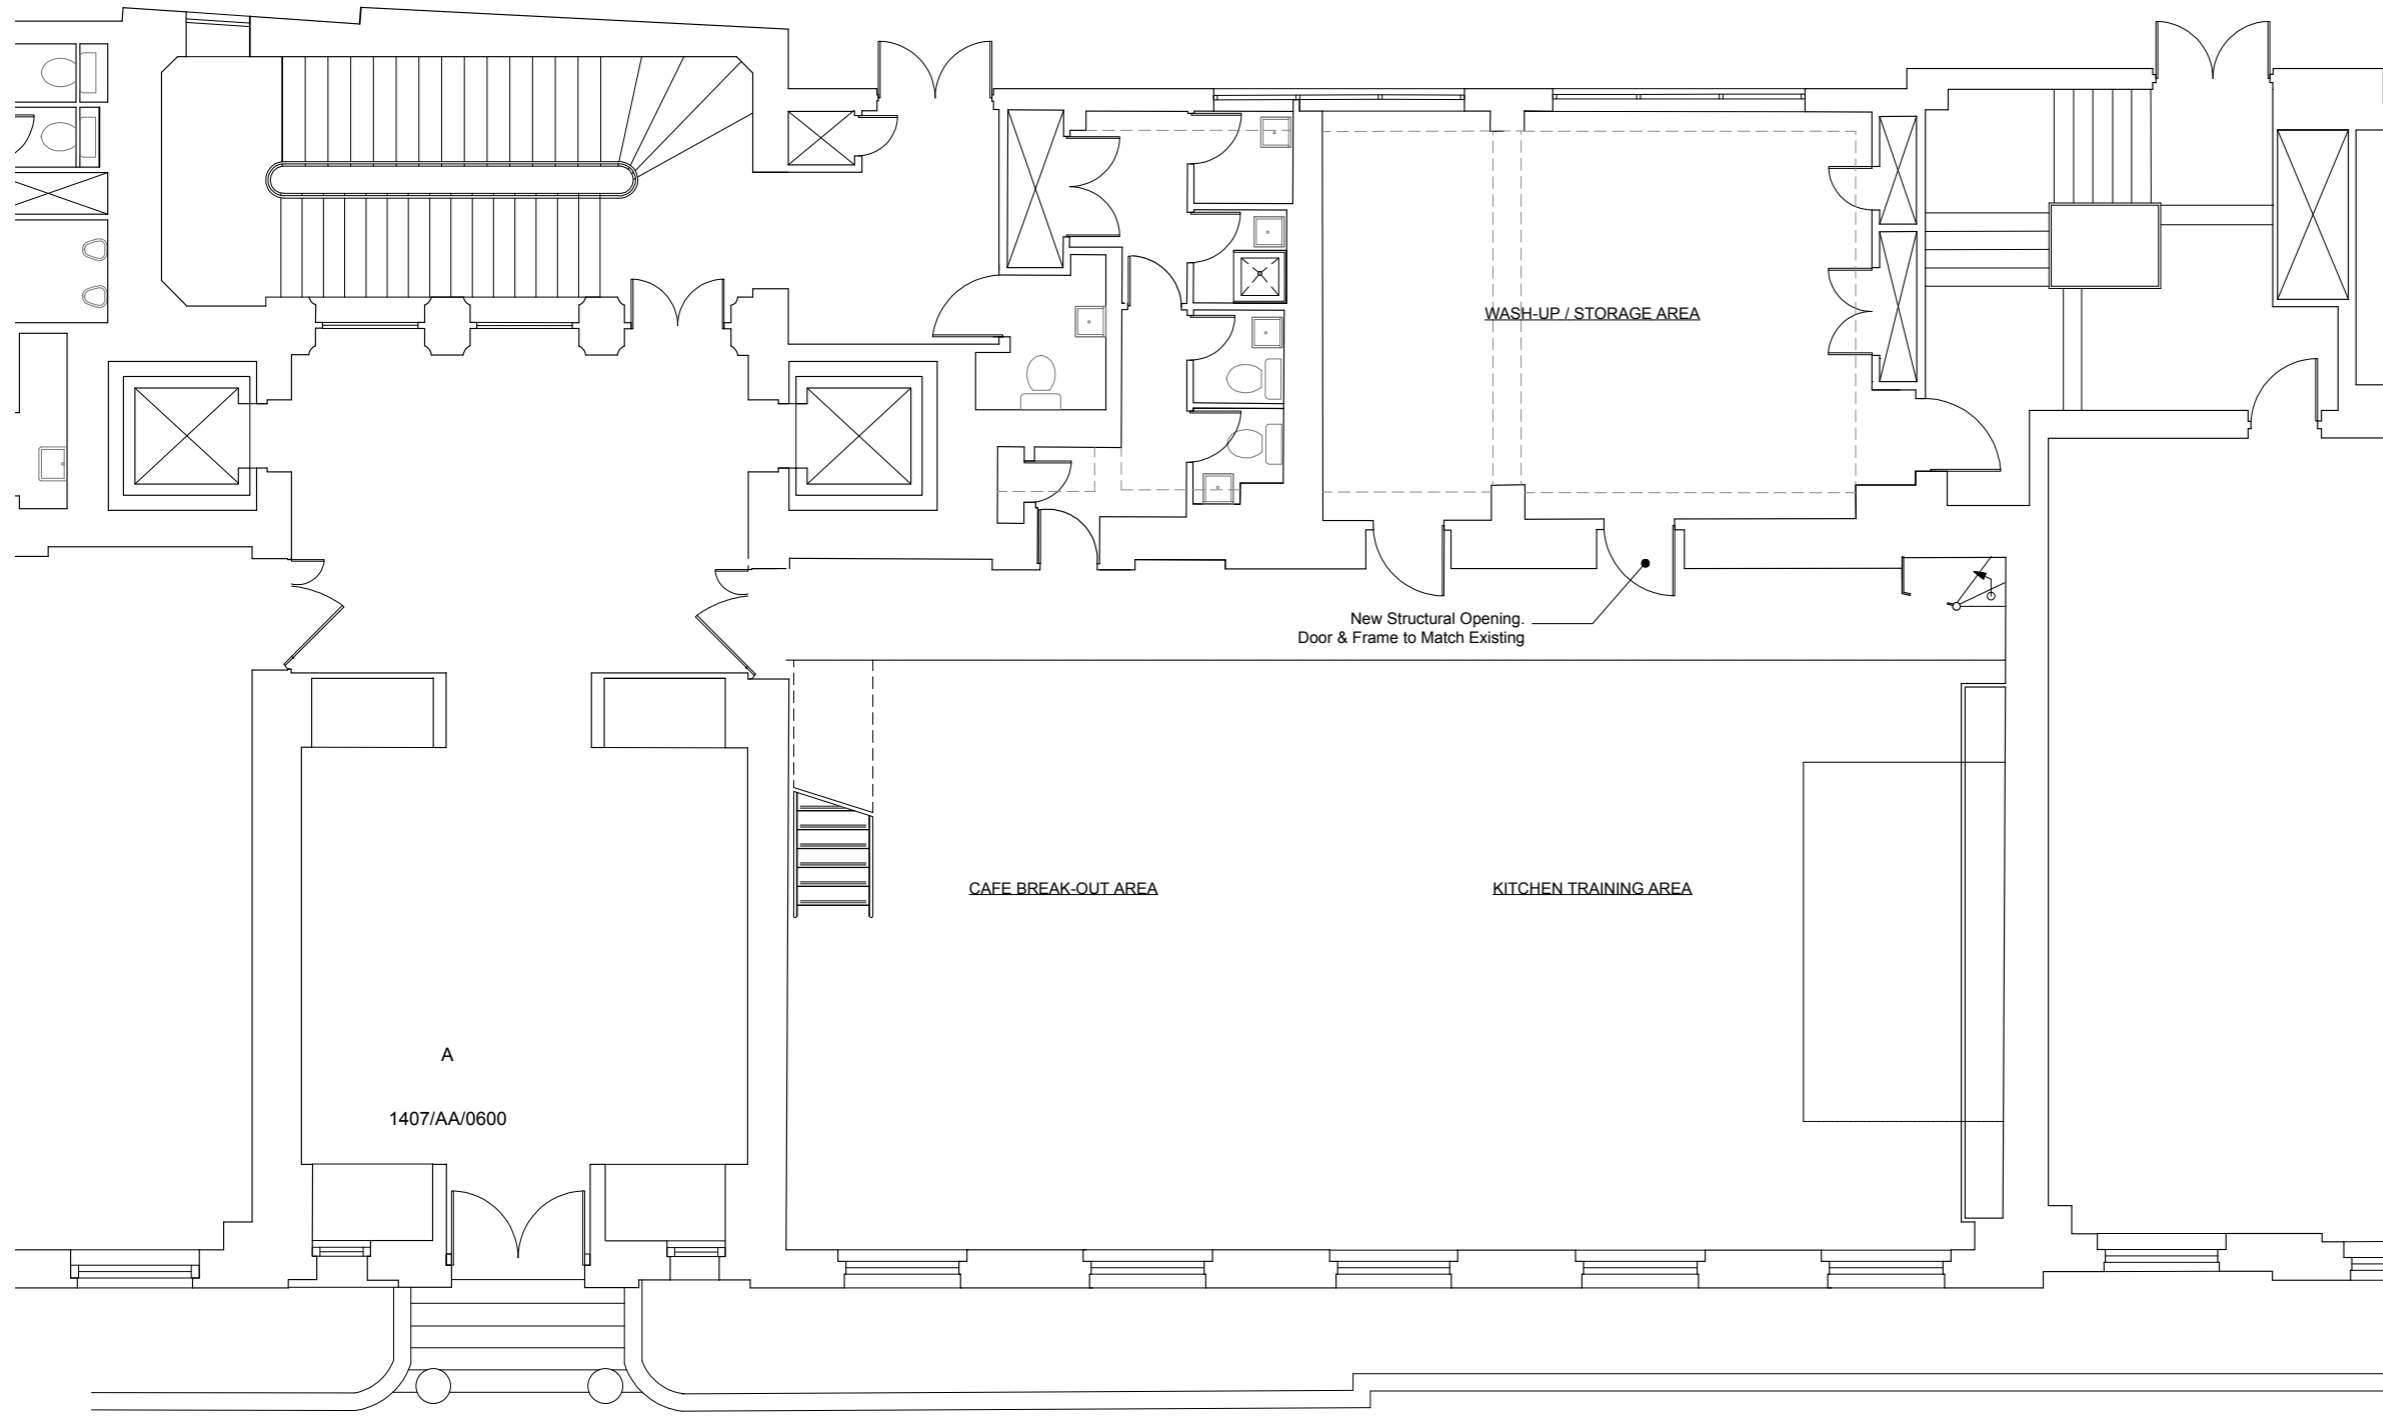 WASH-UP / STORAGE AREA
New Structural Opening.
Door & Frame to Match Existing
CAFE BREAK-OUT AREA
KITCHEN TRAINING AREA
A
1407/AA/0600